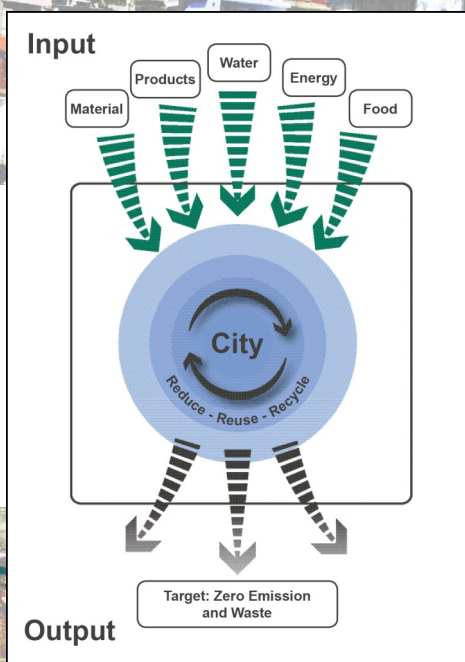 Input
Material
Products
Water
Energy
Food
City
Reduce - Reuse - Recycle
Target: Zero Emission
and Waste
Output